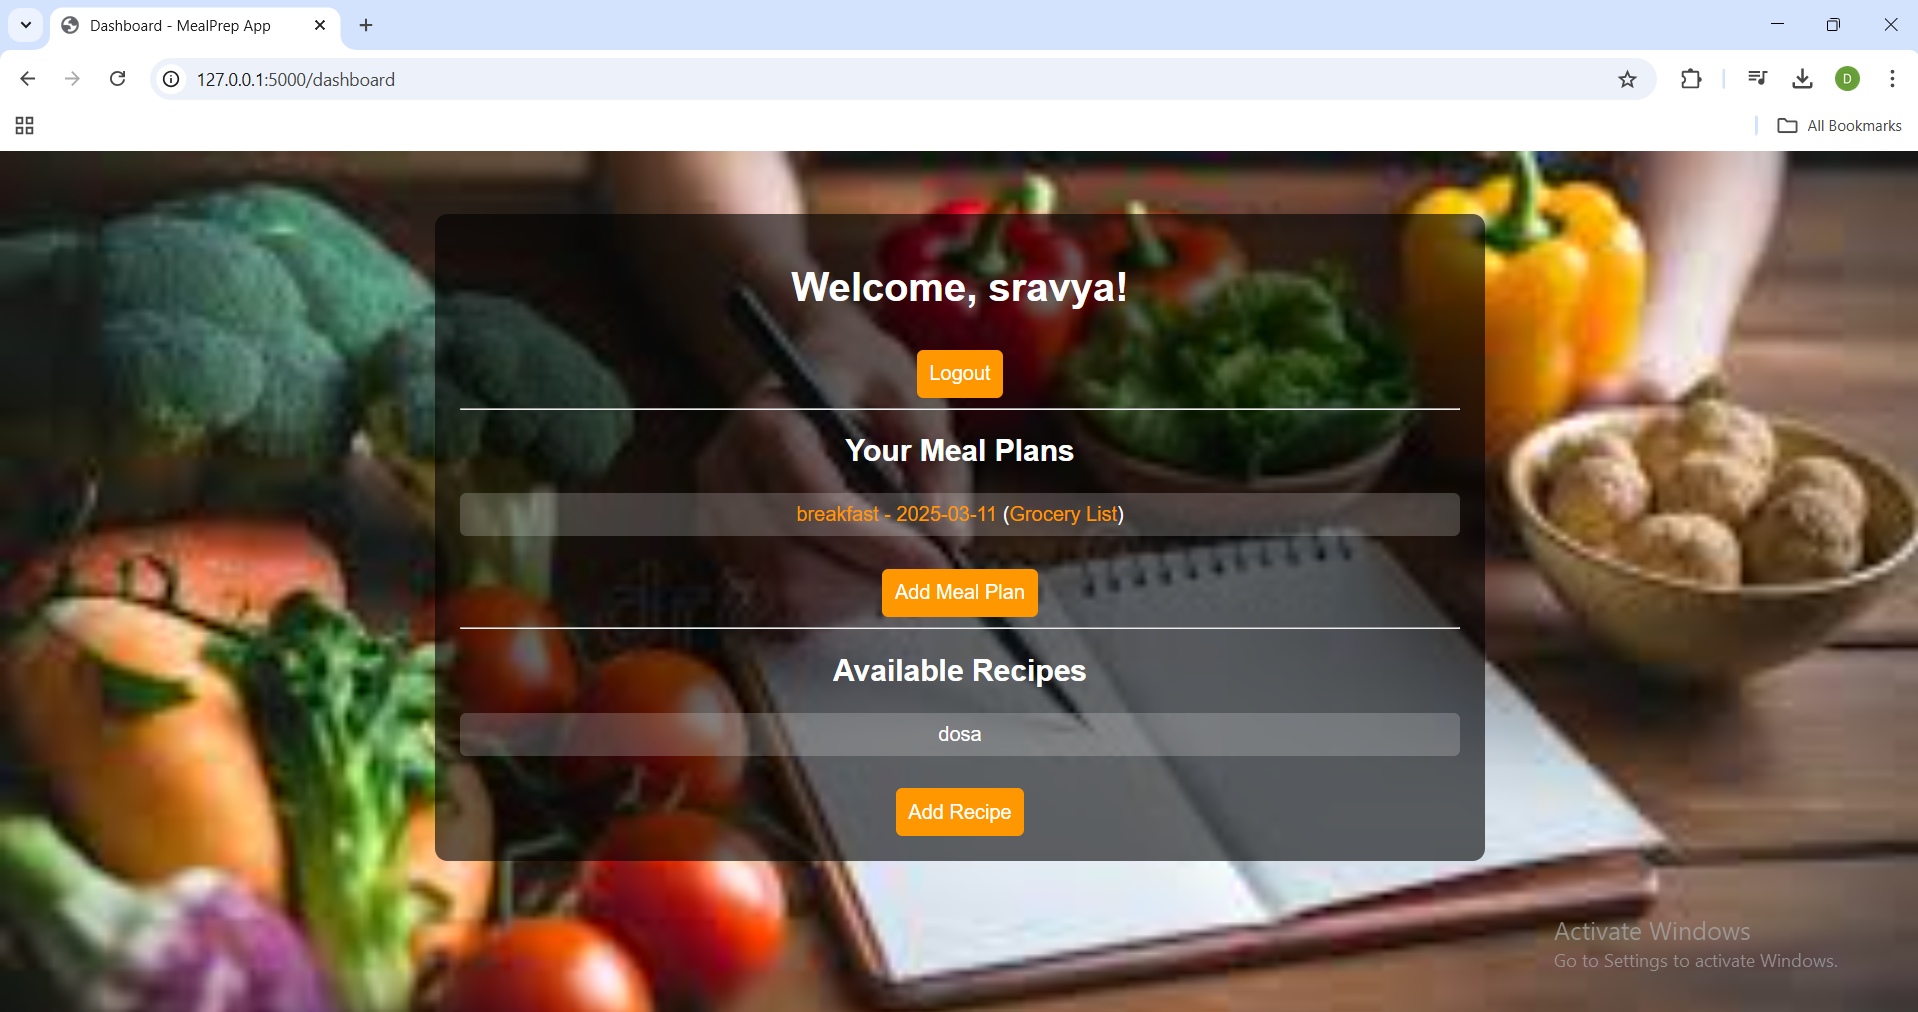 Dashboard - MealPrep App
127.0.0.1:5000/dashboard
D
All Bookmarks
Welcome, sravya!
Logout
Your Meal Plans
breakfast - 2025-03-11 (Grocery List)
Add Meal Plan
Available Recipes
dosa
Add Recipe
Activate Windows
Go to Settings to activate Windows.